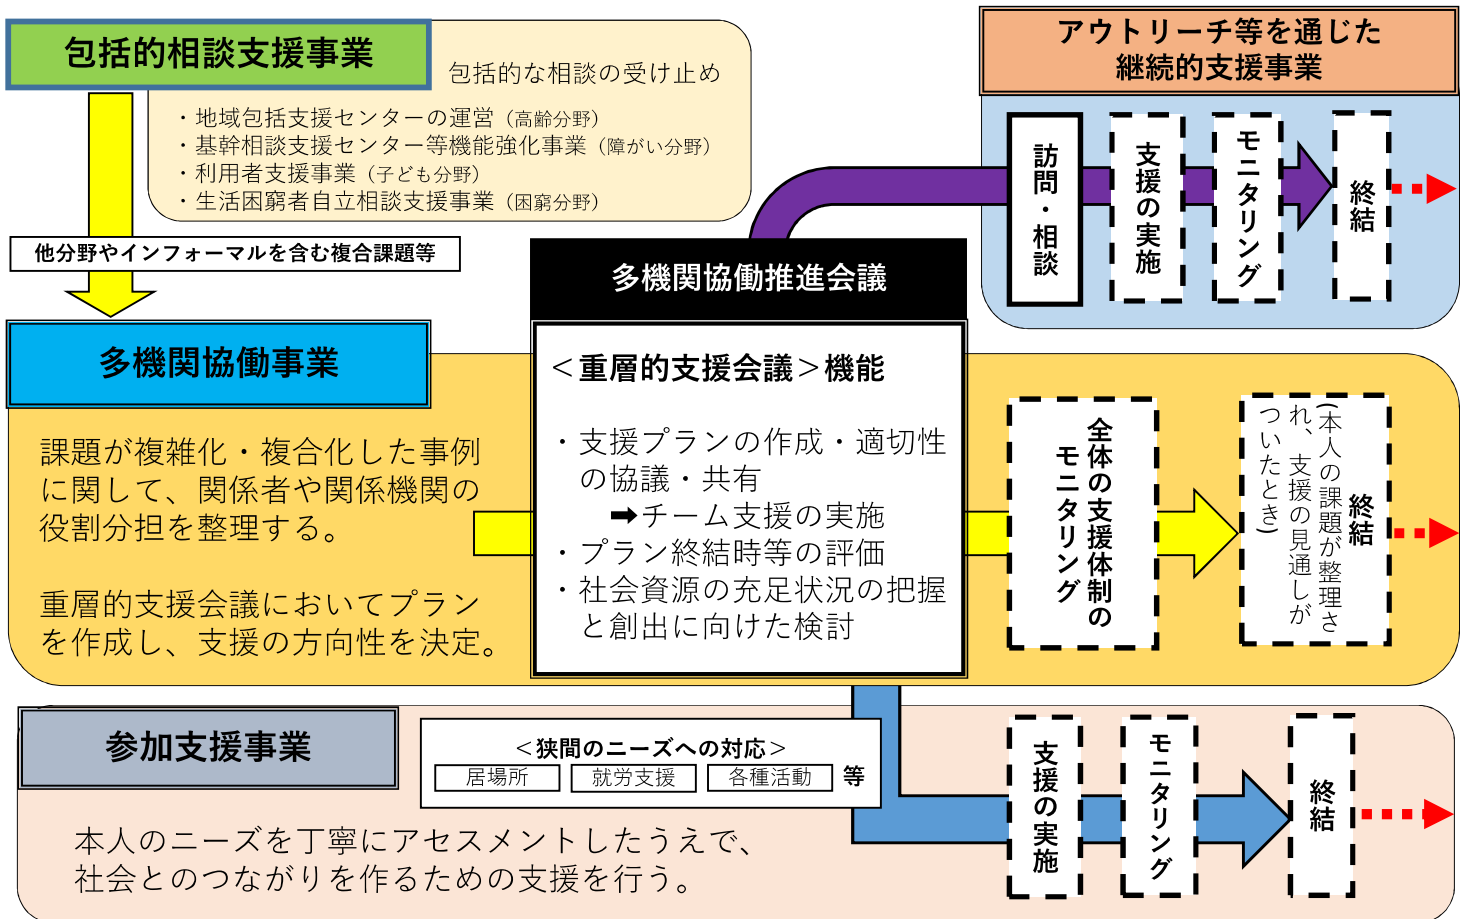 包括的相談支援事業
包括的な相談の受け止め
・地域包括支援センターの運営（高齢分野）
・基幹相談支援センター等機能強化事業（障がい分野）
・利用者支援事業（子ども分野）
・生活困窮者自立相談支援事業（困窮分野）
他分野やインフォーマルを含む複合課題等
アウトリーチ等を通じた
継続的支援事業
訪問・相談
支援の実施
モニタリング
終結
多機関協働事業
課題が複雑化・複合化した事例
に関して、関係者や関係機関の
役割分担を整理する。
重層的支援会議においてプラン
を作成し、支援の方向性を決定。
多機関協働推進会議
＜重層的支援会議＞機能
・支援プランの作成・適切性
の協議・共有
➡チーム支援の実施
・プラン終結時等の評価
・社会資源の充足状況の把握
と創出に向けた検討
全体の支援体制の
モニタリング
終結
（本人の課題が整理さ
れ、支援の見通しが
ついたとき）
参加支援事業
＜狭間のニーズへの対応＞
居場所 就労支援 各種活動 等
本人のニーズを丁寧にアセスメントしたうえで、
社会とのつながりを作るための支援を行う。
支援の実施
モニタリング
終結